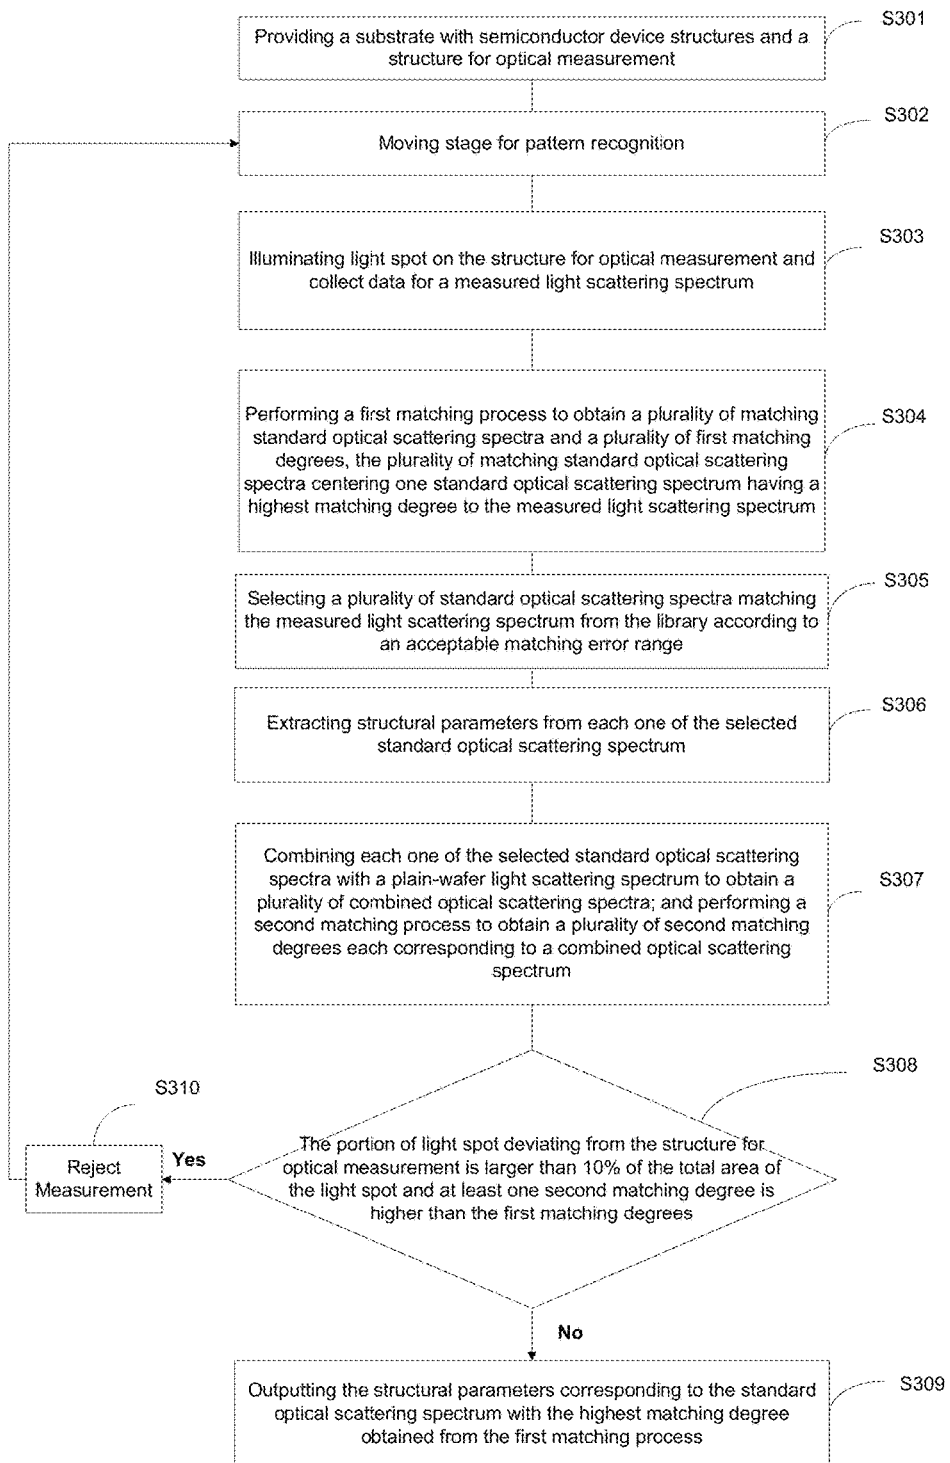 S301
Providing a substrate with semiconductor device structures and a
structure for optical measurement
S302
Moving stage for pattern recognition
S303
Illuminating light spot on the structure for optical measurement and
collect data for a measured light scattering spectrum
S304
Performing a first matching process to obtain a plurality of matching
standard optical scattering spectra and a plurality of first matching
degrees, the plurality of matching standard optical scattering
spectra centering one standard optical scattering spectrum having a
highest matching degree to the measured light scattering spectrum
S305
Selecting a plurality of standard optical scattering spectra matching
the measured light scattering spectrum from the library according to
an acceptable matching error range
S306
Extracting structural parameters from each one of the selected
standard optical scattering spectrum
S307
Combining each one of the selected standard optical scattering
spectra with a plain-wafer light scattering spectrum to obtain a
plurality of combined optical scattering spectra; and performing a
second matching process to obtain a plurality of second matching
degrees each corresponding to a combined optical scattering
spectrum
S308
The portion of light spot deviating from the structure for
optical measurement is larger than 10% of the total area of
the light spot and at least one second matching degree is
higher than the first matching degrees
S310
Yes
Reject
Measurement
No
S309
Outputting the structural parameters corresponding to the standard
optical scattering spectrum with the highest matching degree
obtained from the first matching process